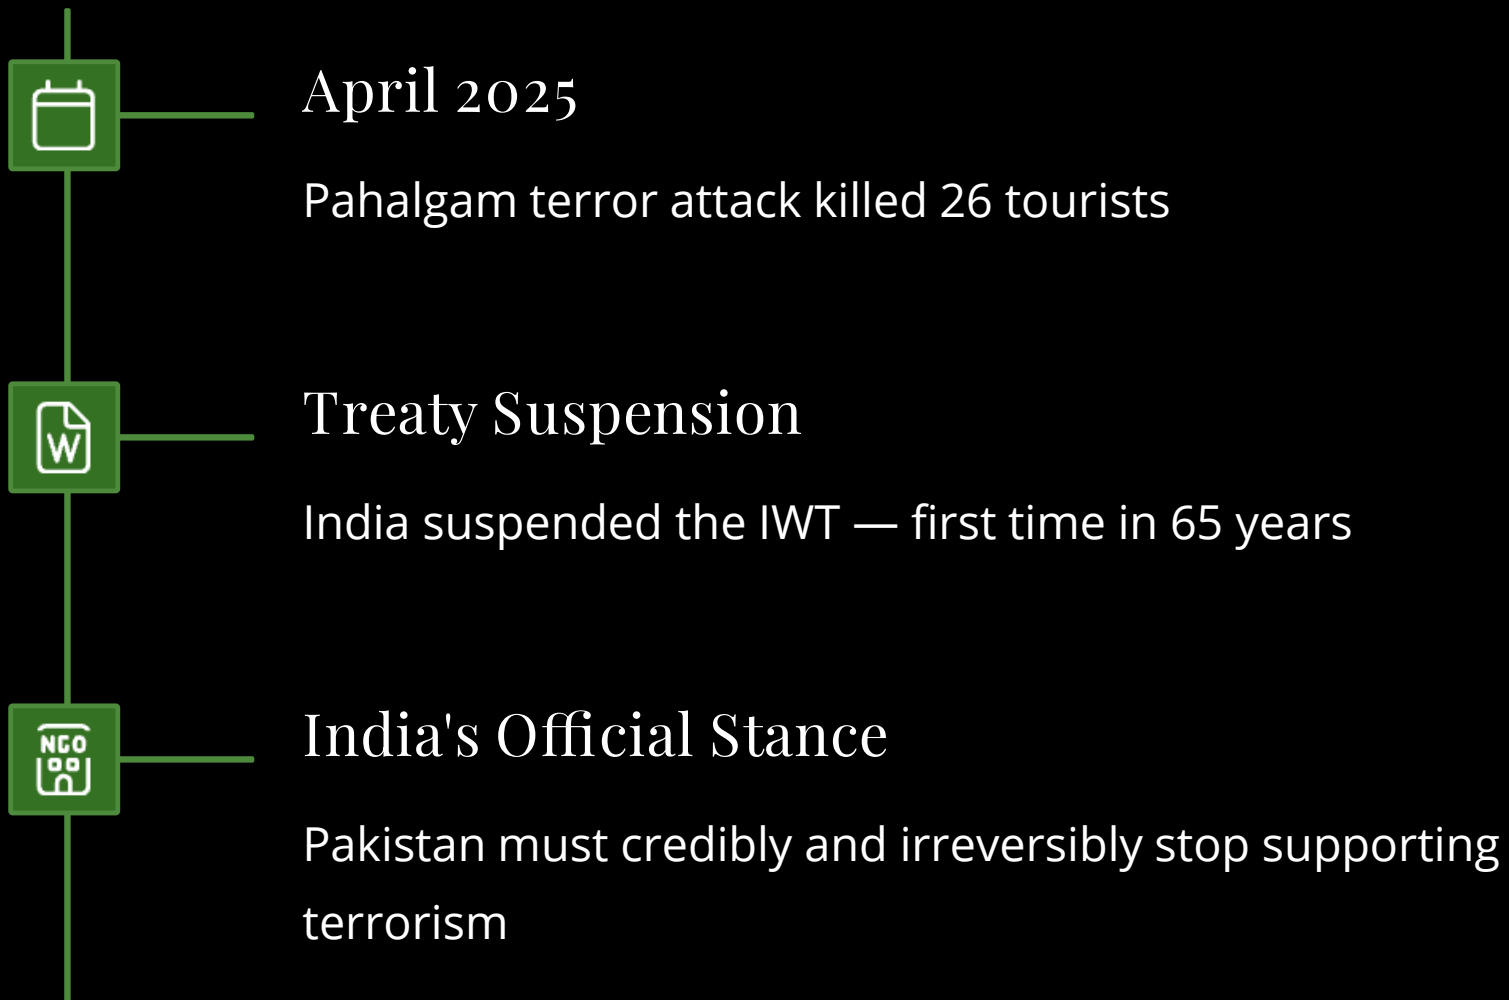 April 2025
Pahalgam terror attack killed 26 tourists
W
Treaty Suspension
India suspended the IWT — first time in 65 years
NGO
India's Official Stance
Pakistan must credibly and irreversibly stop supporting
terrorism